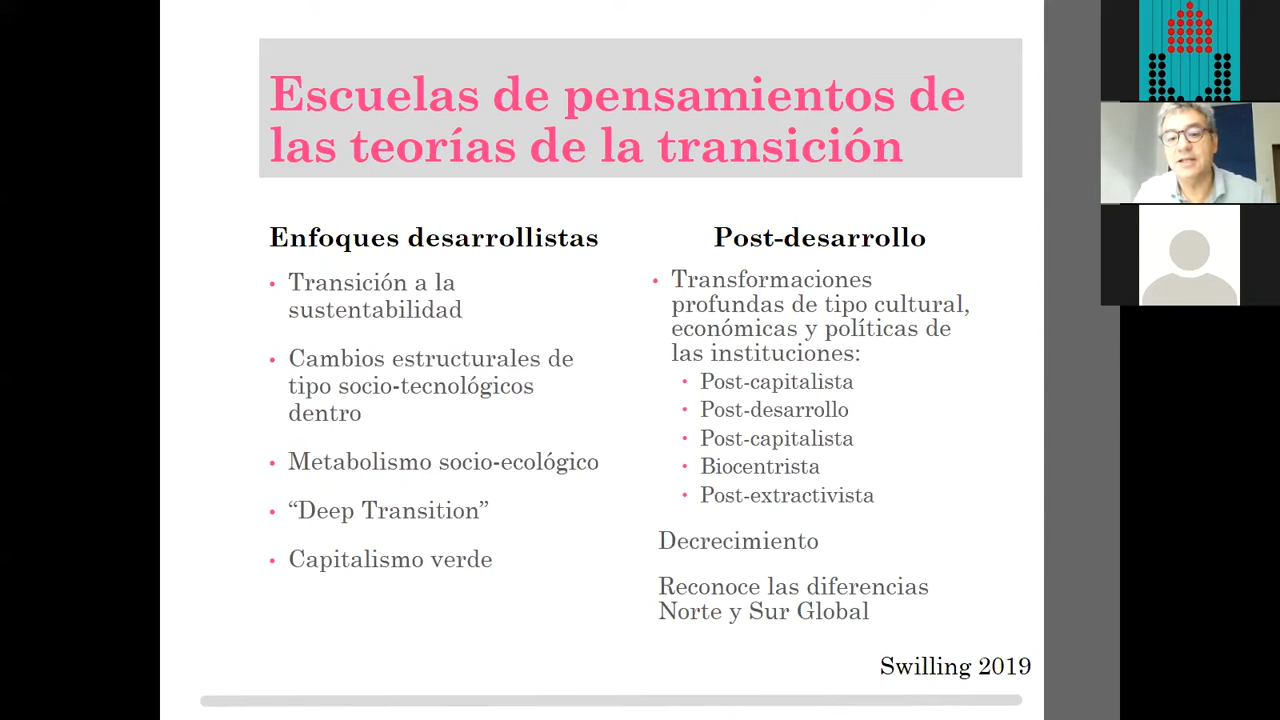 Escuelas de pensamientos de
las teorías de la transición
Enfoques desarrollistas
• Transición a la
sustentabilidad
• Cambios estructurales de
tipo socio-tecnológicos
dentro
• Metabolismo socio-ecológico
• “Deep Transition”
• Capitalismo verde
Post-desarrollo
• Transformaciones
profundas de tipo cultural,
económicas y políticas de
las instituciones:
• Post-capitalista
• Post-desarrollo
• Post-capitalista
• Biocentrista
• Post-extractivista
Decrecimiento
Reconoce las diferencias
Norte y Sur Global
Swilling 2019